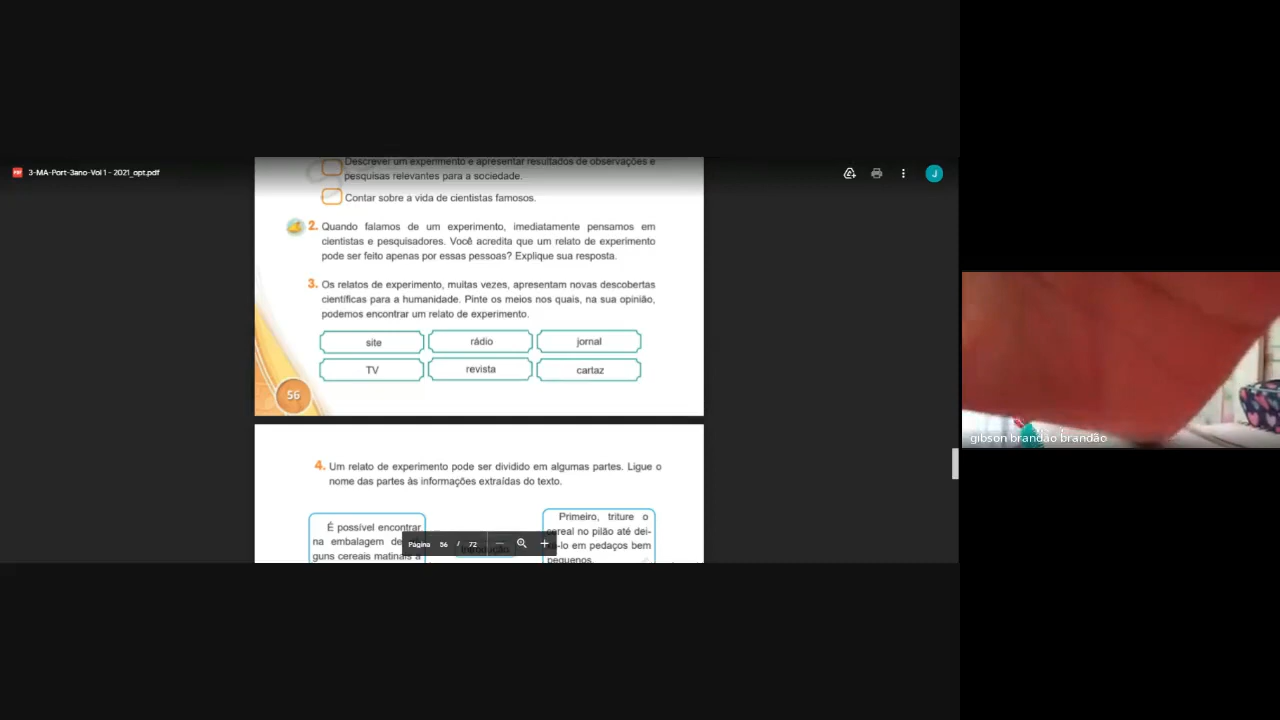 3-MA-Port-3ano-Vol 1 - 2021_opt.pdf
J
Descrever um experimento e apresentar resultados de observações e
pesquisas relevantes para a sociedade.
Contar sobre a vida de cientistas famosos.
2. Quando falamos de um experimento, imediatamente pensamos em
cientistas e pesquisadores. Você acredita que um relato de experimento
pode ser feito apenas por essas pessoas? Explique sua resposta.
3. Os relatos de experimento, muitas vezes, apresentam novas descobertas
científicas para a humanidade. Pinte os meios nos quais, na sua opinião,
podemos encontrar um relato de experimento.
site rádio jornal
TV revista cartaz
56
gibson brandao brandão
4. Um relato de experimento pode ser dividido em algumas partes. Ligue o
nome das partes às informações extraídas do texto.
É possível encontrar
na embalagem de
guns cereais matinais a
Introdução
Primeiro, triture o
cereal no pilão até dei-
xe-lo em pedaços bem
pequenos.
Página 56 / 72